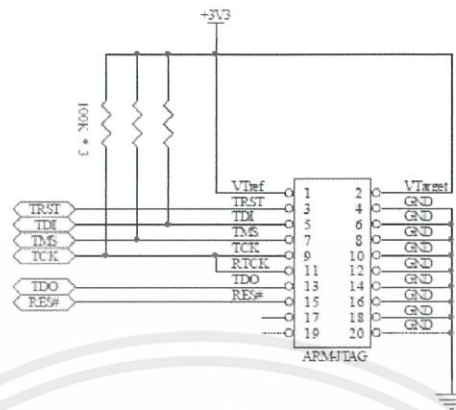 +3V3
100K * 3
VTref 1 2 VTarget
TRST TRST 3 4 GND
TDI TDI 5 6 GND
TMS TMS 7 8 GND
TCK TCK 9 10 GND
RTCK 11 12 GND
TDO TDO 13 14 GND
RES# RES# 15 16 GND
17 18 GND
19 20 GND
ARM-JTAG